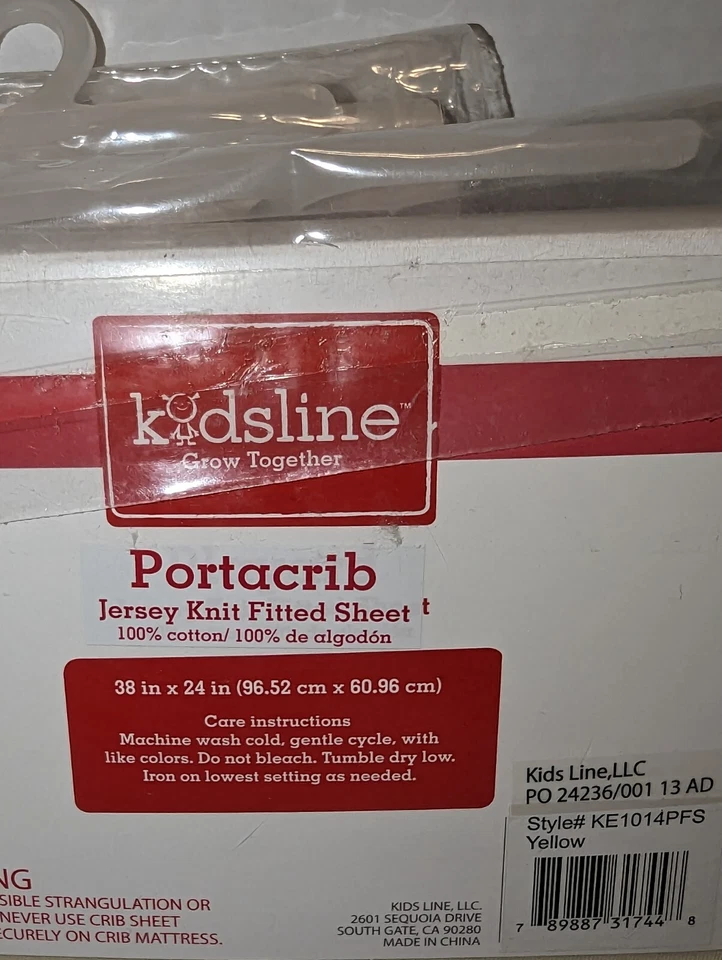 kidsline™
Grow Together
Portacrib
Jersey Knit Fitted Sheet t
100% cotton/ 100% de algodón
38 in x 24 in (96.52 cm x 60.96 cm)
Care instructions
Machine wash cold, gentle cycle, with
like colors. Do not bleach. Tumble dry low.
Iron on lowest setting as needed.
Kids Line,LLC
PO 24236/001 13 AD
Style# KE1014PFS
Yellow
7 89887 31744 8
NG
SIBLE STRANGULATION OR
NEVER USE CRIB SHEET
ECURELY ON CRIB MATTRESS.
KIDS LINE, LLC.
2601 SEQUOIA DRIVE
SOUTH GATE, CA 90280
MADE IN CHINA